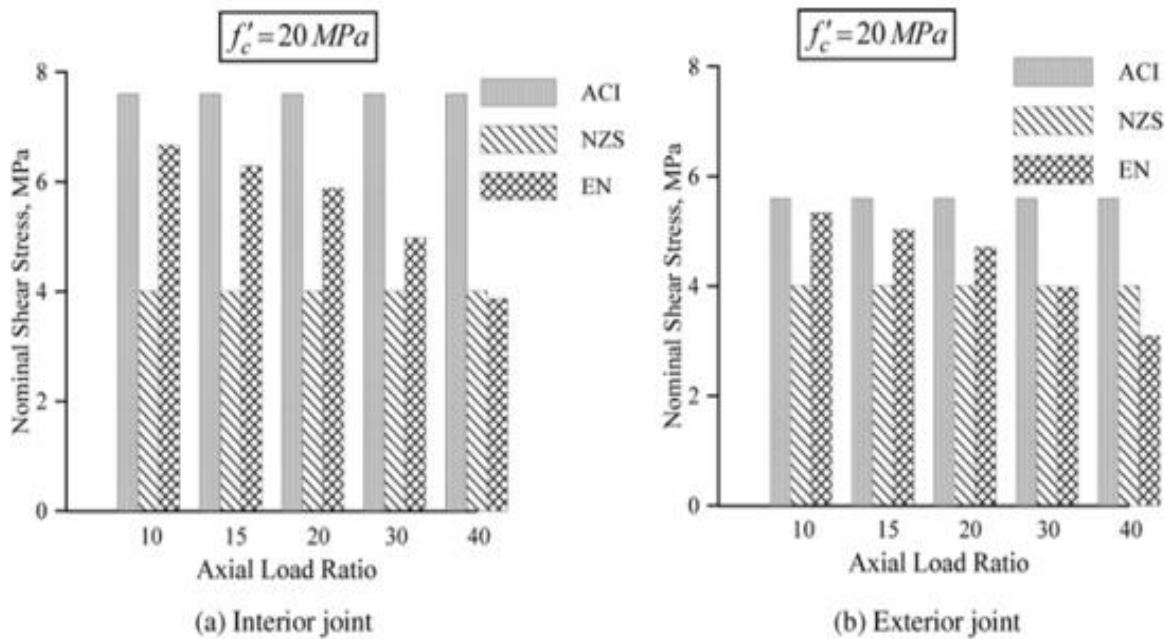 f′c = 20 MPa
8
6
4
2
0
Nominal Shear Stress, MPa
ACI
NZS
EN
10 15 20 30 40
Axial Load Ratio
(a) Interior joint
f′c = 20 MPa
8
6
4
2
0
Nominal Shear Stress, MPa
ACI
NZS
EN
10 15 20 30 40
Axial Load Ratio
(b) Exterior joint